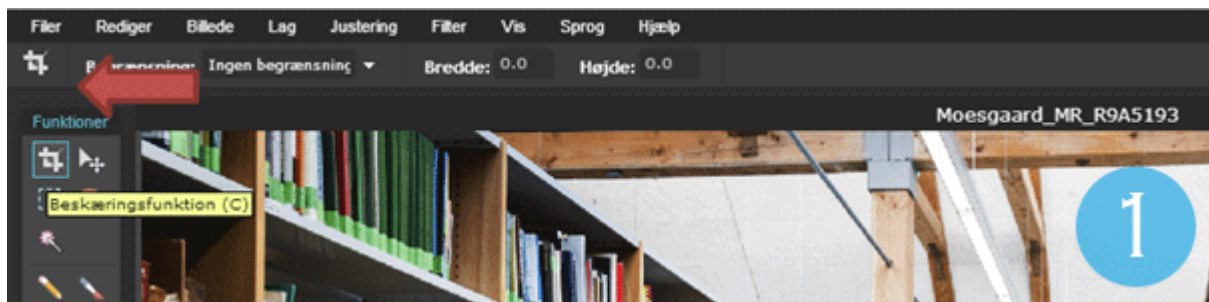 Filer Rediger Billede Lag Justering Filter Vis Sprog Hjælp
Ingen begrænsning Bredde: 0.0 Højde: 0.0
Moesgaard_MR_R9A5193
Funktioner
Beskæringsfunktion (C)
1